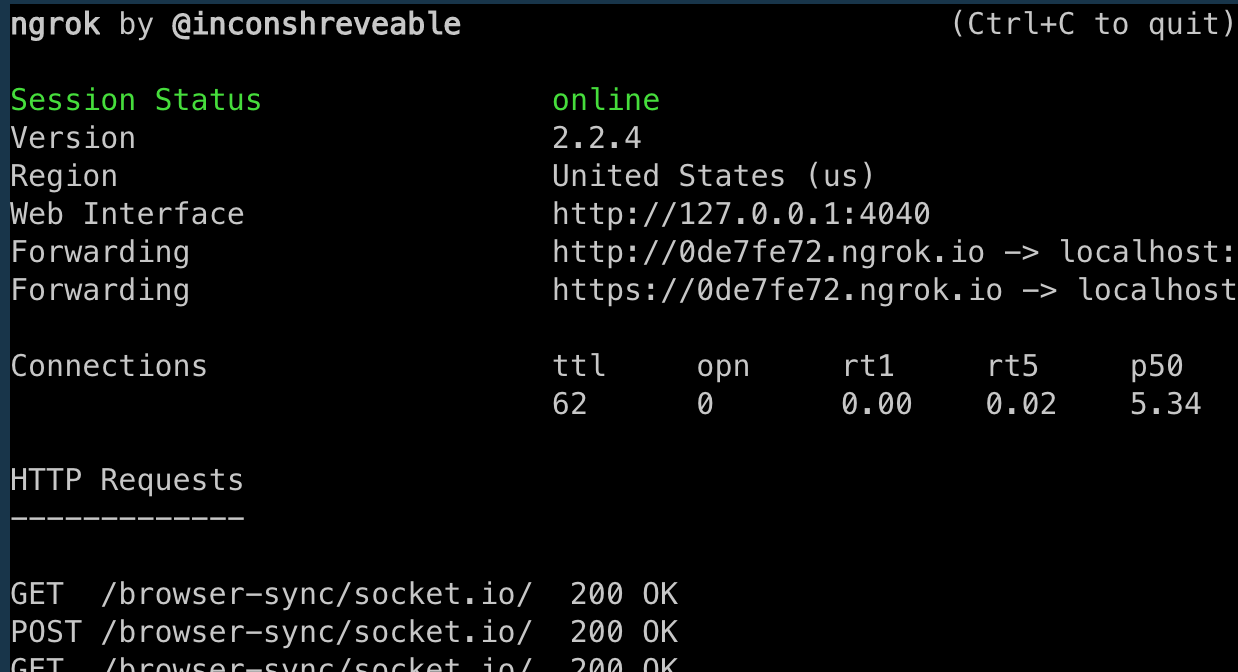 ngrok by @inconshreveable (Ctrl+C to quit)
Session Status online
Version 2.2.4
Region United States (us)
Web Interface http://127.0.0.1:4040
Forwarding http://0de7fe72.ngrok.io -> localhost:
Forwarding https://0de7fe72.ngrok.io -> localhost
Connections ttl opn rt1 rt5 p50
62 0 0.00 0.02 5.34
HTTP Requests
-------------
GET /browser-sync/socket.io/ 200 OK
POST /browser-sync/socket.io/ 200 OK
GET /browser-sync/socket.io/ 200 OK